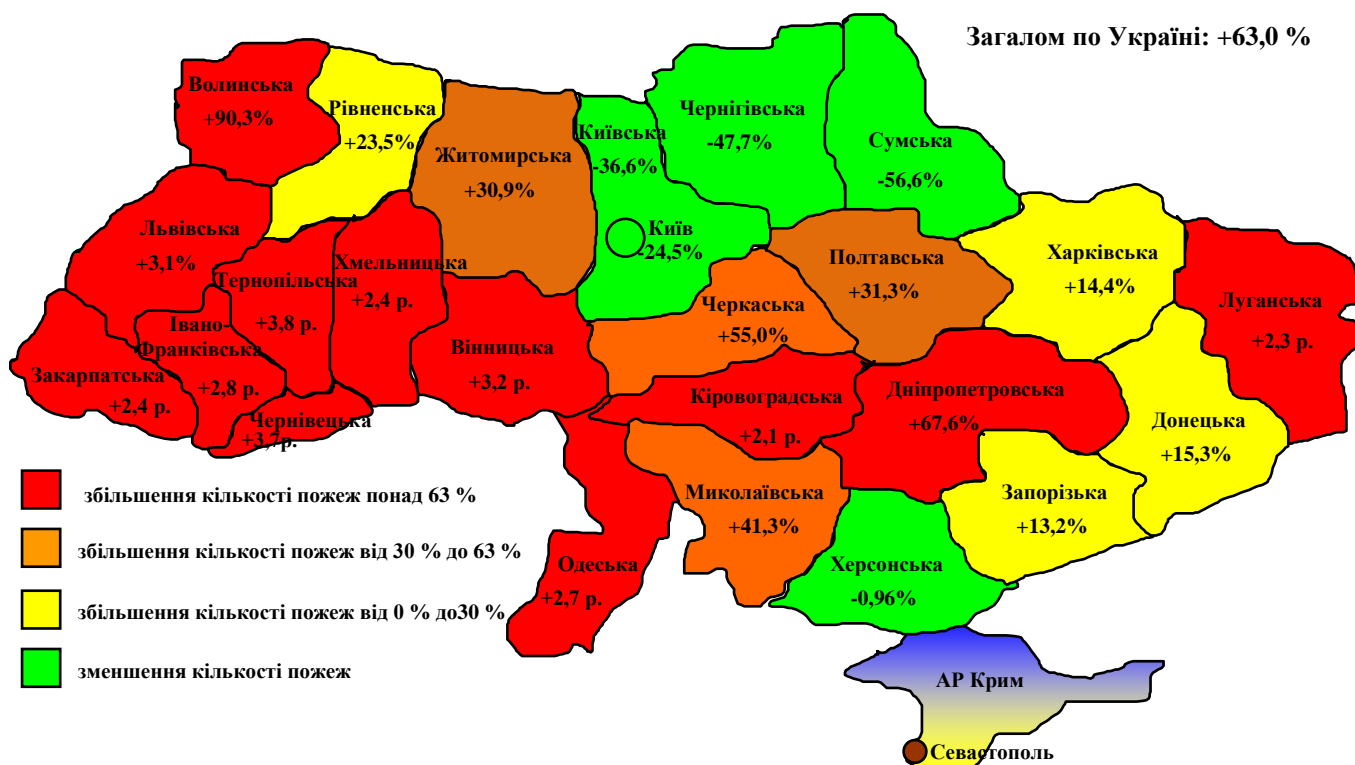 Загалом по Україні: +63,0 %
Волинська
+90,3%
Рівненська
+23,5%
Житомирська
+30,9%
Київська
-36,6%
Чернігівська
-47,7%
Сумська
-56,6%
Київ
-24,5%
Львівська
+3,1%
Тернопільська
+3,8 р.
Хмельницька
+2,4 р.
Івано-
Франківська
+2,8 р.
Закарпатська
+2,4 р.
Чернівецька
+3,7р.
Вінницька
+3,2 р.
Черкаська
+55,0%
Полтавська
+31,3%
Харківська
+14,4%
Луганська
+2,3 р.
Кіровоградська
+2,1 р.
Дніпропетровська
+67,6%
Донецька
+15,3%
Миколаївська
+41,3%
Запорізька
+13,2%
Одеська
+2,7 р.
Херсонська
-0,96%
АР Крим
Севастополь
збільшення кількості пожеж понад 63 %
збільшення кількості пожеж від 30 % до 63 %
збільшення кількості пожеж від 0 % до30 %
зменшення кількості пожеж